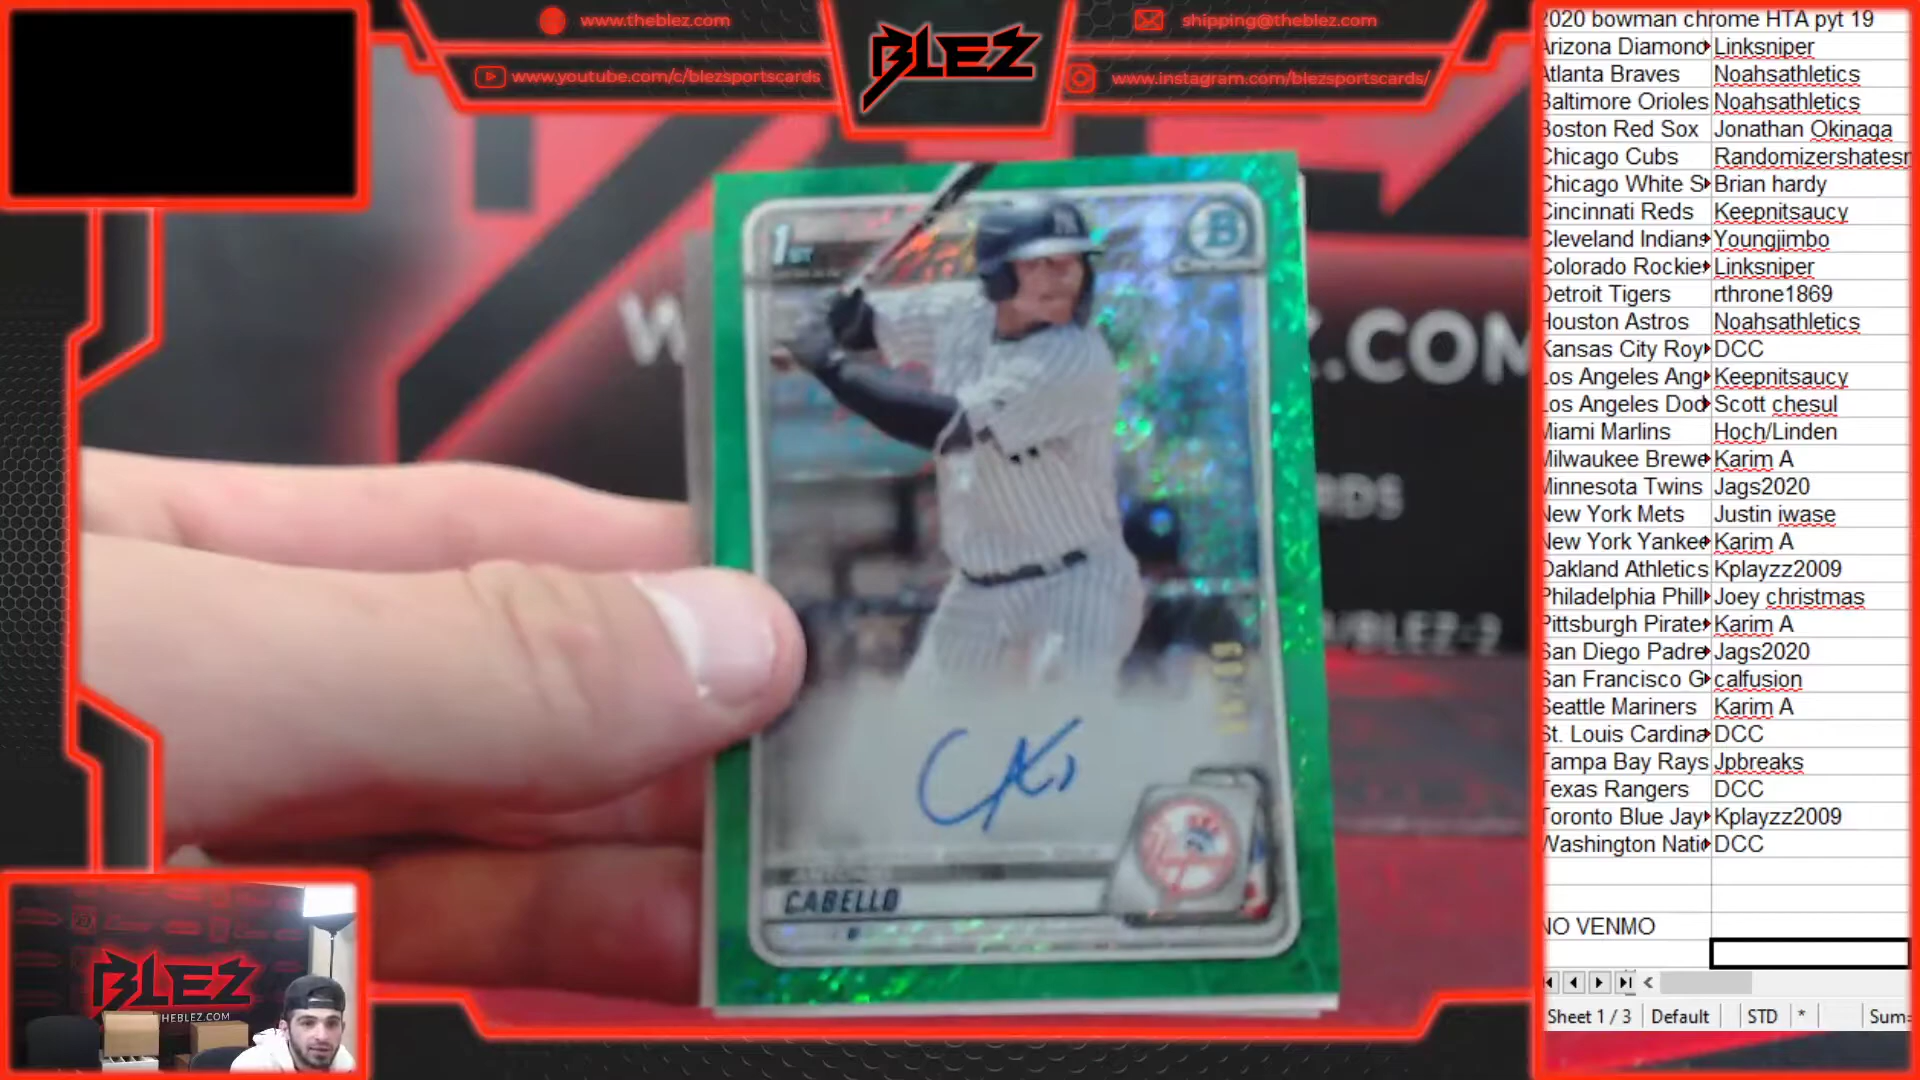 www.theblez.com
www.youtube.com/c/blezsportscards
BLEZ
shipping@theblez.com
www.instagram.com/blezsportscards/
1ST
B
NY
CABELLO
BLEZ
THEBLEZ.COM
2020 bowman chrome HTA pyt 19
Arizona Diamond Linksniper
Atlanta Braves Noahsathletics
Baltimore Orioles Noahsathletics
Boston Red Sox Jonathan Okinaga
Chicago Cubs Randomizershatesm
Chicago White S Brian hardy
Cincinnati Reds Keepnitsaucy
Cleveland Indians Youngjimbo
Colorado Rockie Linksniper
Detroit Tigers rthrone1869
Houston Astros Noahsathletics
Kansas City Roy DCC
Los Angeles Ang Keepnitsaucy
Los Angeles Dod Scott chesul
Miami Marlins Hoch/Linden
Milwaukee Brewe Karim A
Minnesota Twins Jags2020
New York Mets Justin iwase
New York Yankee Karim A
Oakland Athletics Kplayzz2009
Philadelphia Phill Joey christmas
Pittsburgh Pirate Karim A
San Diego Padre Jags2020
San Francisco G calfusion
Seattle Mariners Karim A
St. Louis Cardina DCC
Tampa Bay Rays Jpbreaks
Texas Rangers DCC
Toronto Blue Jay Kplayzz2009
Washington Nati DCC
NO VENMO
Sheet 1 / 3 Default STD * Sum=